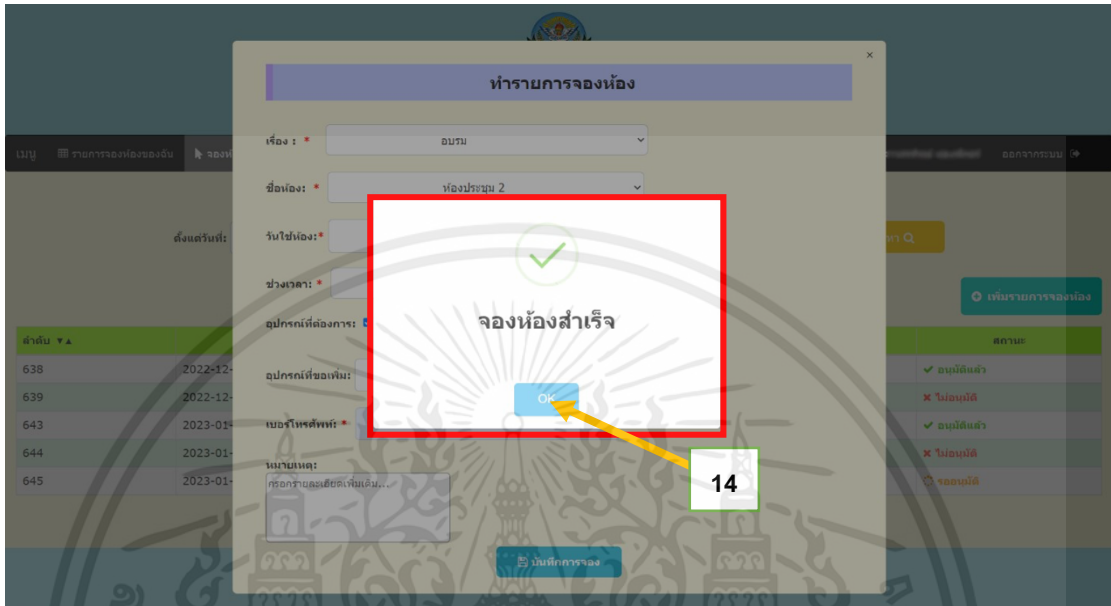 ×
ทำรายการจองห้อง
เรื่อง : * อบรม
เมนู รายการจองห้องของฉัน ออกจากระบบ
ชื่อห้อง: * ห้องประชุม 2
ตั้งแต่วันที่: วันใช้ห้อง:*
ช่วงเวลา: *
เพิ่มรายการจองห้อง
อุปกรณ์ที่ต้องการ:
จองห้องสำเร็จ
ลำดับ ▼▲ สถานะ
638 2022-12- อนุมัติแล้ว
อุปกรณ์ที่ขอเพิ่ม:
639 2022-12- OK ไม่อนุมัติ
643 2023-01- เบอร์โทรศัพท์: * อนุมัติแล้ว
644 2023-01- ไม่อนุมัติ
หมายเหตุ:
645 2023-01- กรอกรายละเอียดเพิ่มเติม... รออนุมัติ
14
บันทึกการจอง